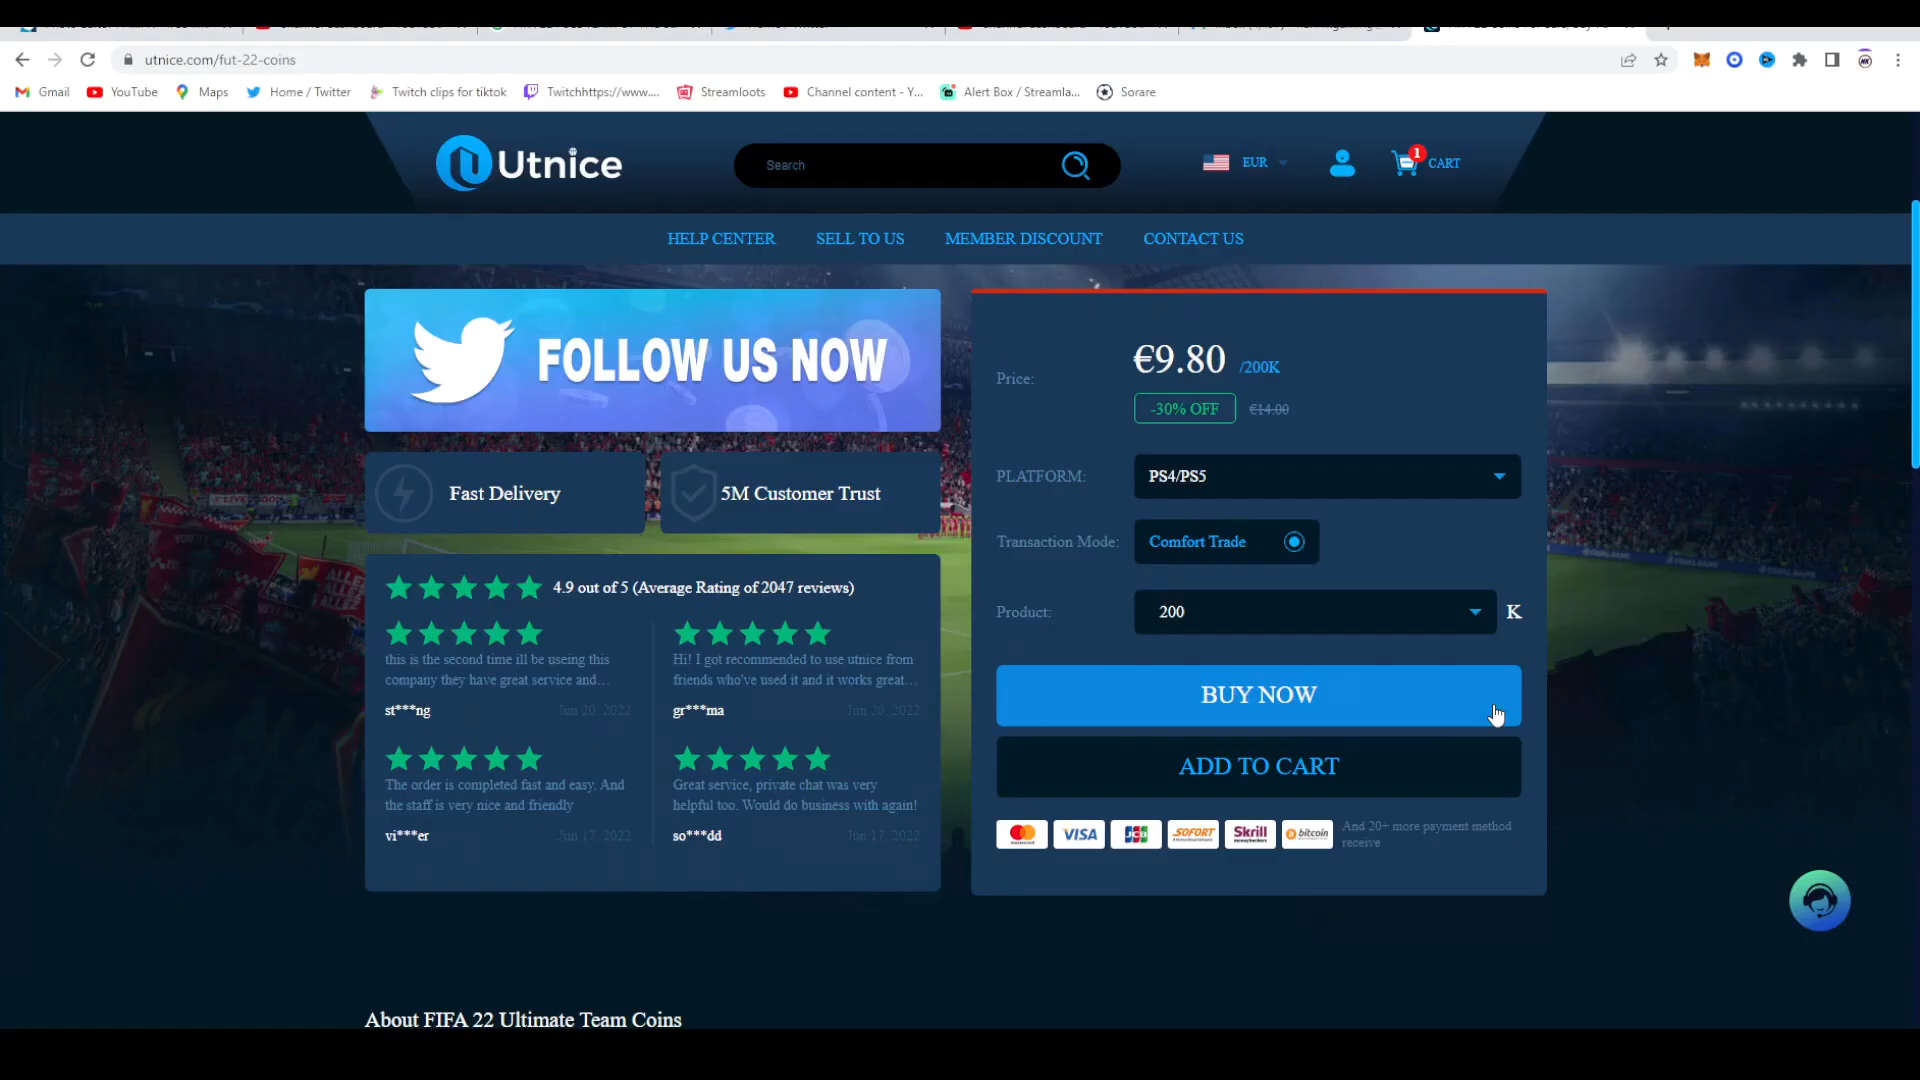 utnice.com/fut-22-coins
Gmail YouTube Maps Home / Twitter Twitch clips for tiktok Twitchhttps://www.... Streamloots Channel content - Y... Alert Box / Streamla... Sorare
Utnice
Search
EUR
1
CART
HELP CENTER SELL TO US MEMBER DISCOUNT CONTACT US
FOLLOW US NOW
Fast Delivery
5M Customer Trust
4.9 out of 5 (Average Rating of 2047 reviews)
this is the second time ill be useing this
company they have great service and...
st***ng Jun 20, 2022
Hi! I got recommended to use utnice from
friends who've used it and it works great...
gr***ma Jun 20, 2022
The order is completed fast and easy. And
the staff is very nice and friendly
vi***er Jun 17, 2022
Great service, private chat was very
helpful too. Would do business with again!
so***dd Jun 17, 2022
Price: €9.80 /200K
-30% OFF €14.00
PLATFORM: PS4/PS5
Transaction Mode: Comfort Trade
Product: 200 K
BUY NOW
ADD TO CART
mastercard VISA JCB SOFORT Skrill moneybookers bitcoin
And 20+ more payment method
receive
About FIFA 22 Ultimate Team Coins